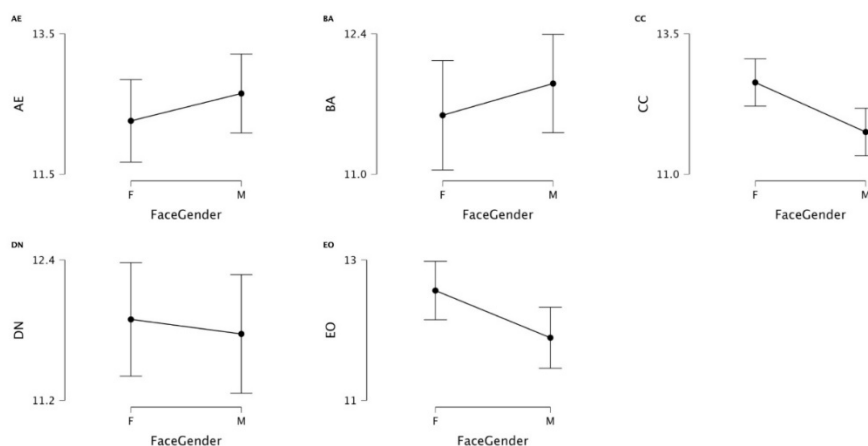 AE
13.5
AE
11.5
F
M
FaceGender
BA
12.4
BA
11.0
F
M
FaceGender
CC
13.5
CC
11.0
F
M
FaceGender
DN
12.4
DN
11.2
F
M
FaceGender
EO
13
EO
11
F
M
FaceGender